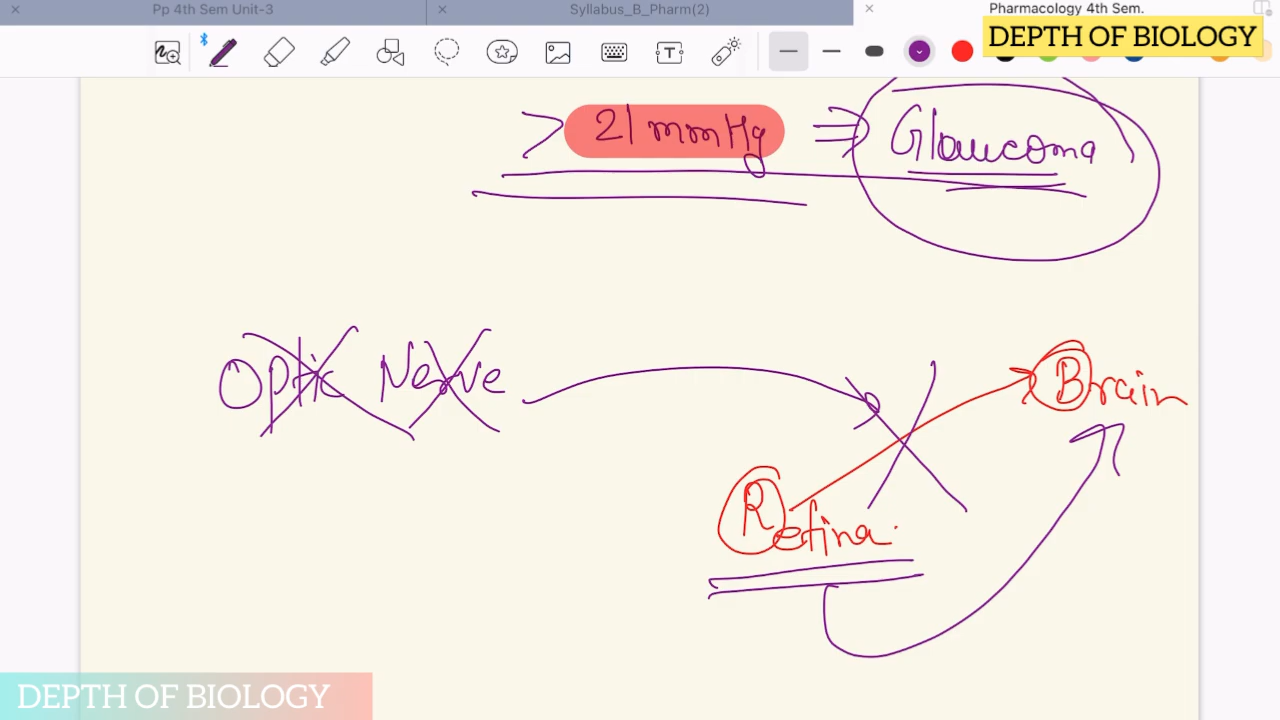 Pp 4th Sem Unit-3
Syllabus_B_Pharm(2)
Pharmacology 4th Sem.
DEPTH OF BIOLOGY
> 21 mmHg ⇒ Glaucoma
Optic Nerve
Brain
Retina
DEPTH OF BIOLOGY